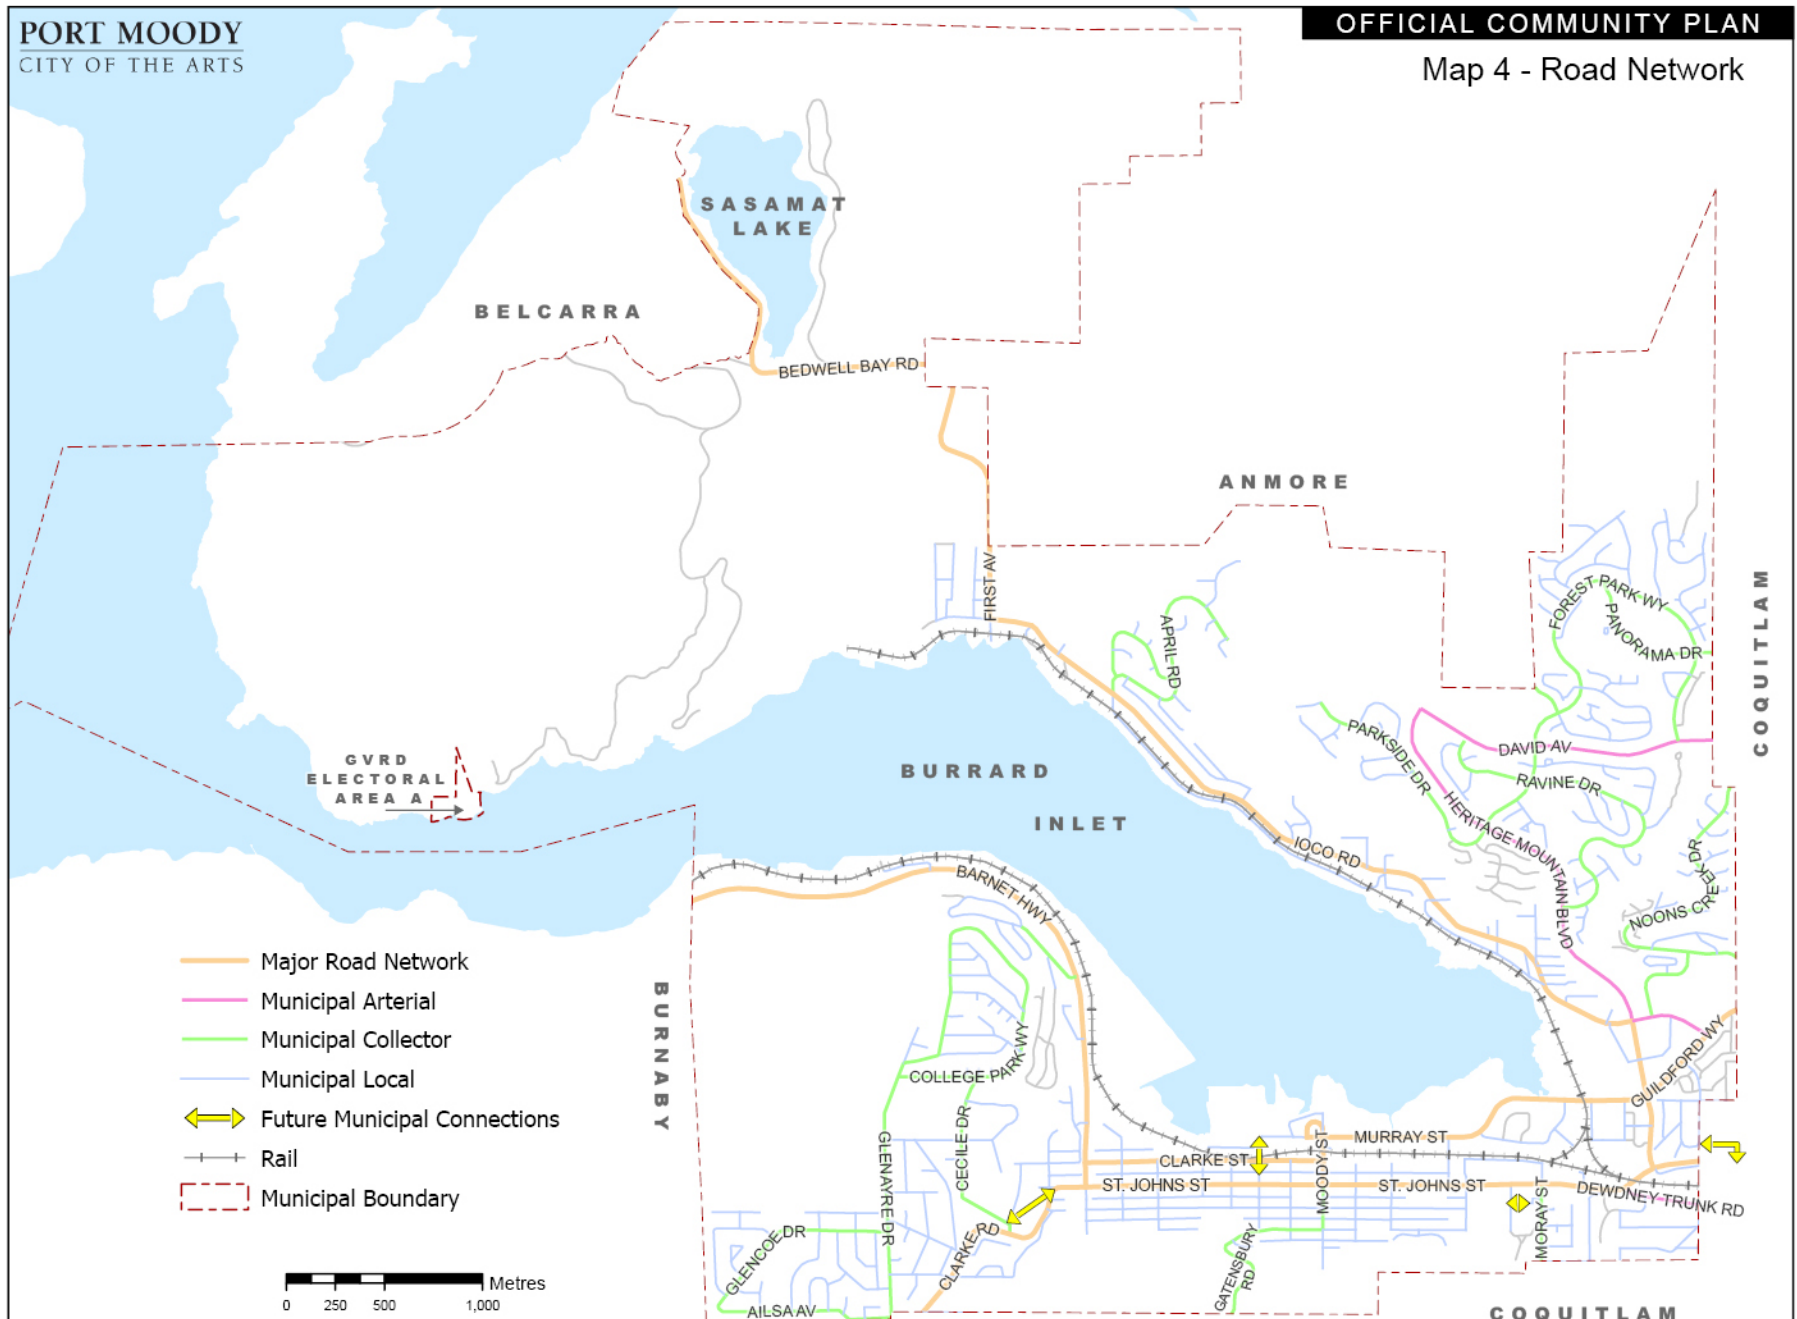 PORT MOODY
CITY OF THE ARTS
OFFICIAL COMMUNITY PLAN
Map 4 - Road Network
SASAMAT
LAKE
BELCARRA
BEDWELL BAY RD
ANMORE
FIRST AV
APRIL RD
FOREST PARK WY
PANORAMA DR
COQUITLAM
PARKSIDE DR
DAVID AV
RAVINE DR
HERITAGE MOUNTAIN BLVD
NOONS CREEK DR
GVRD
ELECTORAL
AREA A
BURRARD
INLET
IOCO RD
BARNET HWY
BURNABY
Major Road Network
Municipal Arterial
Municipal Collector
Municipal Local
Future Municipal Connections
Rail
Municipal Boundary
COLLEGE PARK WY
GUILDFORD WY
CECILE DR
GLENAYRE DR
MURRAY ST
CLARKE ST
MOODY ST
ST. JOHNS ST
ST. JOHNS ST
DEWDNEY TRUNK RD
MORAY ST
CLARKE RD
GLENCOE DR
GATENSBURY
RD
AILSA AV
Metres
0 250 500 1,000
COQUITLAM